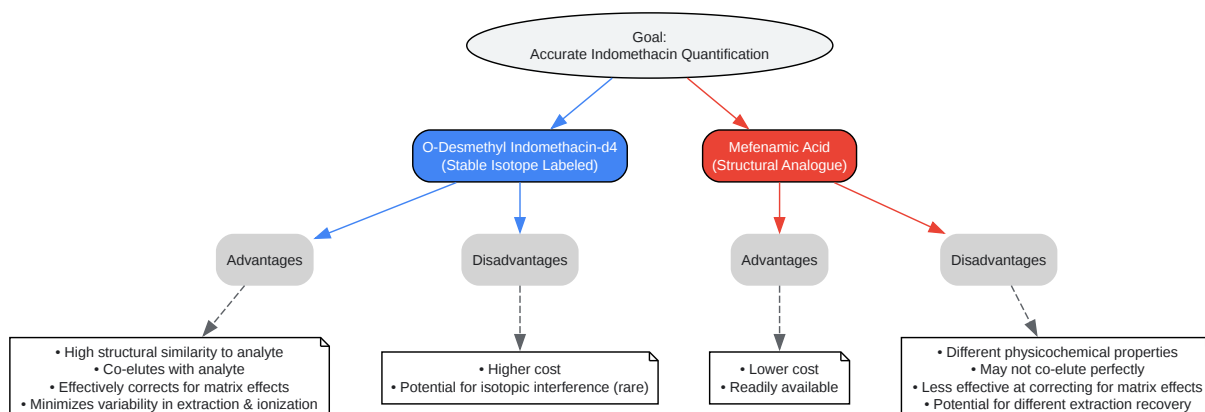 Goal:
Accurate Indomethacin Quantification
O-Desmethyl Indomethacin-d4
(Stable Isotope Labeled)
Mefenamic Acid
(Structural Analogue)
Advantages
Disadvantages
Advantages
Disadvantages
• High structural similarity to analyte
• Co-elutes with analyte
• Effectively corrects for matrix effects
• Minimizes variability in extraction & ionization
• Higher cost
• Potential for isotopic interference (rare)
• Lower cost
• Readily available
• Different physicochemical properties
• May not co-elute perfectly
• Less effective at correcting for matrix effects
• Potential for different extraction recovery